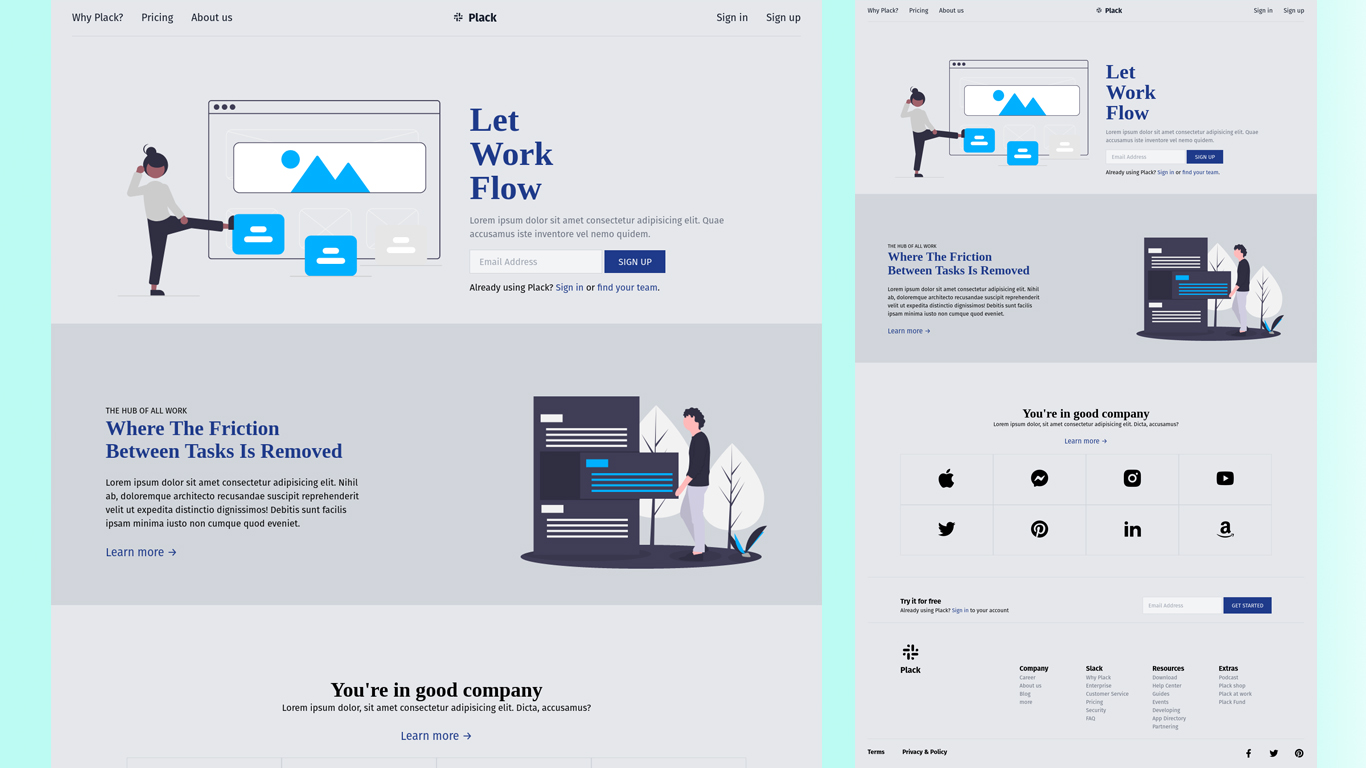 Why Plack? Pricing About us
Plack
Sign in Sign up
Let
Work
Flow
Lorem ipsum dolor sit amet consectetur adipisicing elit. Quae
accusamus iste inventore vel nemo quidem.
Email Address SIGN UP
Already using Plack? Sign in or find your team.
THE HUB OF ALL WORK
Where The Friction
Between Tasks Is Removed
Lorem ipsum dolor sit amet consectetur adipisicing elit. Nihil
ab, doloremque architecto recusandae suscipit reprehenderit
velit ut expedita distinctio dignissimos! Debitis sunt facilis
ipsam minima iusto non cumque quod eveniet.
Learn more →
You're in good company
Lorem ipsum dolor, sit amet consectetur adipisicing elit. Dicta, accusamus?
Learn more →
Why Plack? Pricing About us
Plack
Sign in Sign up
Let
Work
Flow
Lorem ipsum dolor sit amet consectetur adipisicing elit. Quae
accusamus iste inventore vel nemo quidem.
Email Address SIGN UP
Already using Plack? Sign in or find your team.
THE HUB OF ALL WORK
Where The Friction
Between Tasks Is Removed
Lorem ipsum dolor sit amet consectetur adipisicing elit. Nihil
ab, doloremque architecto recusandae suscipit reprehenderit
velit ut expedita distinctio dignissimos! Debitis sunt facilis
ipsam minima iusto non cumque quod eveniet.
Learn more →
You're in good company
Lorem ipsum dolor, sit amet consectetur adipisicing elit. Dicta, accusamus?
Learn more →
Try it for free
Already using Plack? Sign in to your account
Email Address GET STARTED
Plack
Company
Career
About us
Blog
more
Slack
Why Plack
Enterprise
Customer Service
Pricing
Security
FAQ
Resources
Download
Help Center
Guides
Events
Developing
App Directory
Partnering
Extras
Podcast
Plack shop
Plack at work
Plack Fund
Terms Privacy & Policy